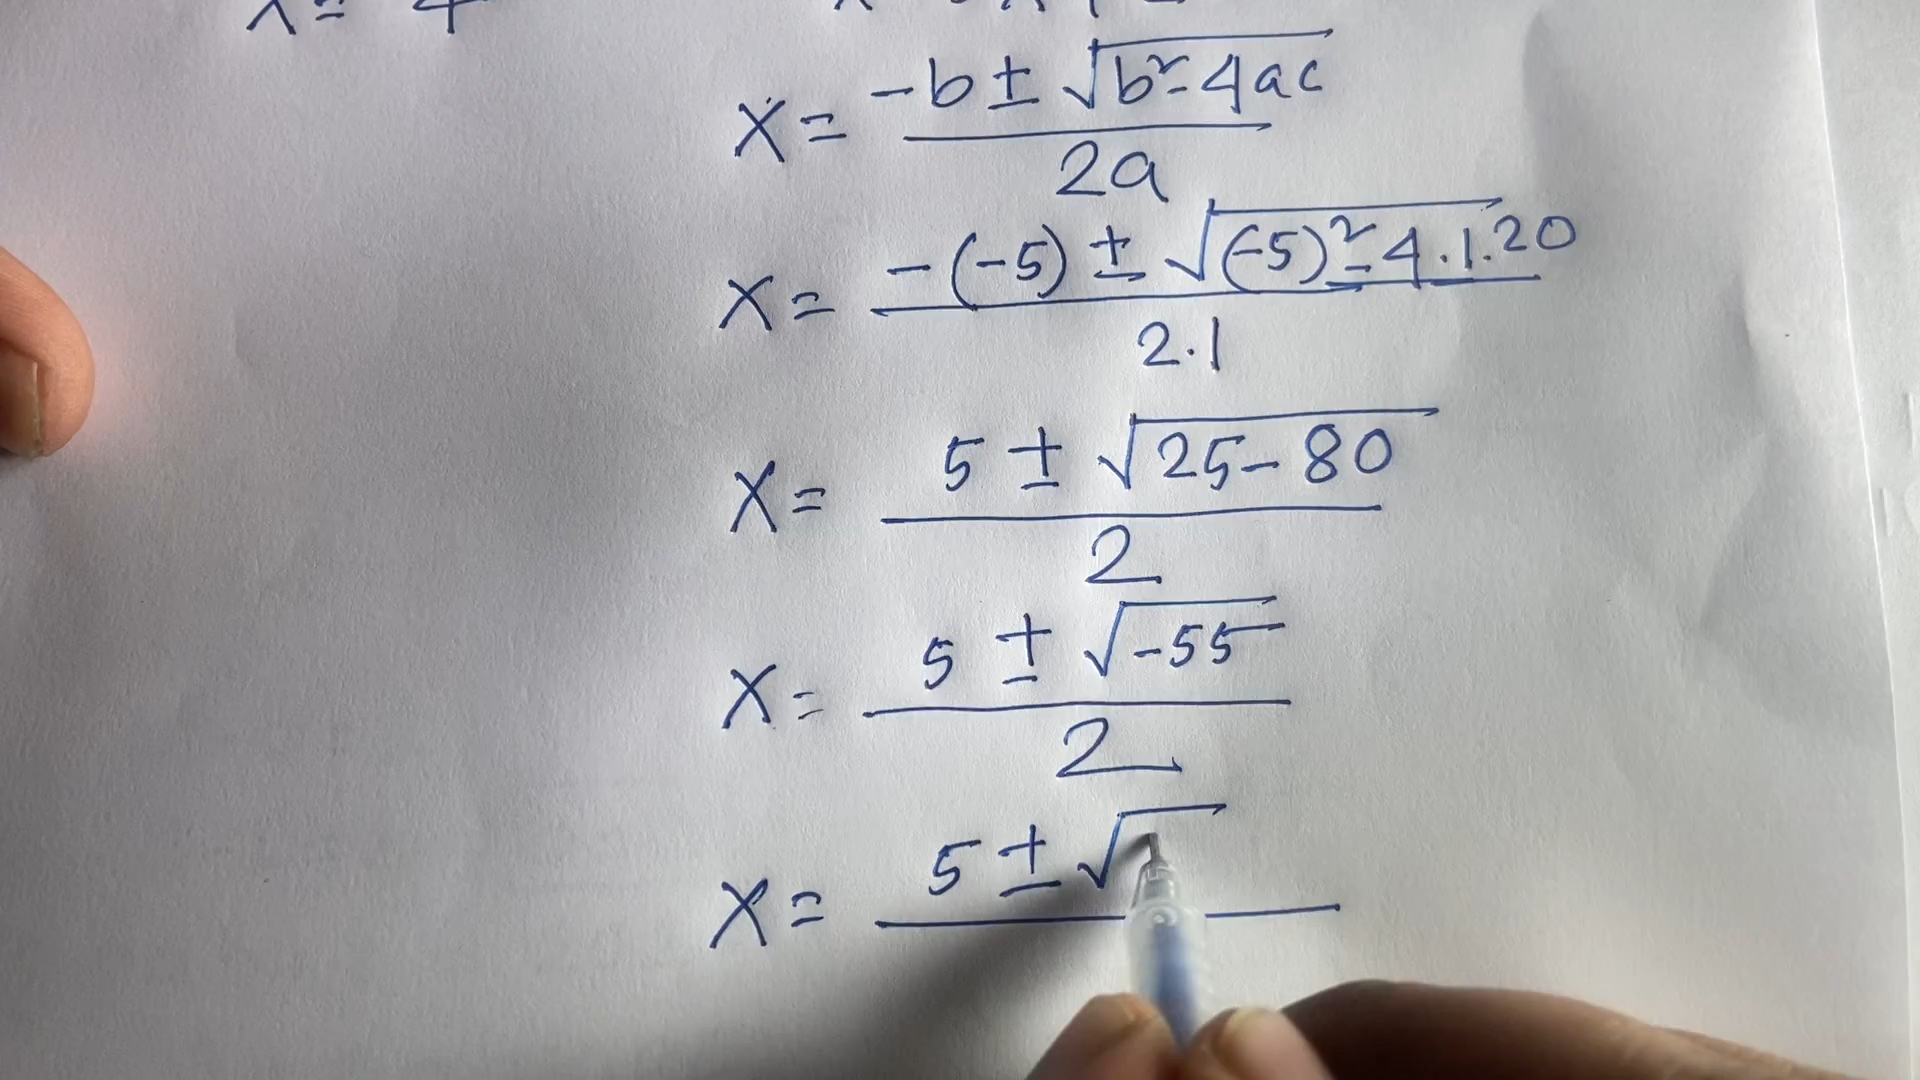 x = 4
x = -b ± √b² - 4ac / 2a
x = -(-5) ± √(-5)² - 4.1.20 / 2.1
x = 5 ± √25 - 80 / 2
x = 5 ± √-55 / 2
x = 5 ± √